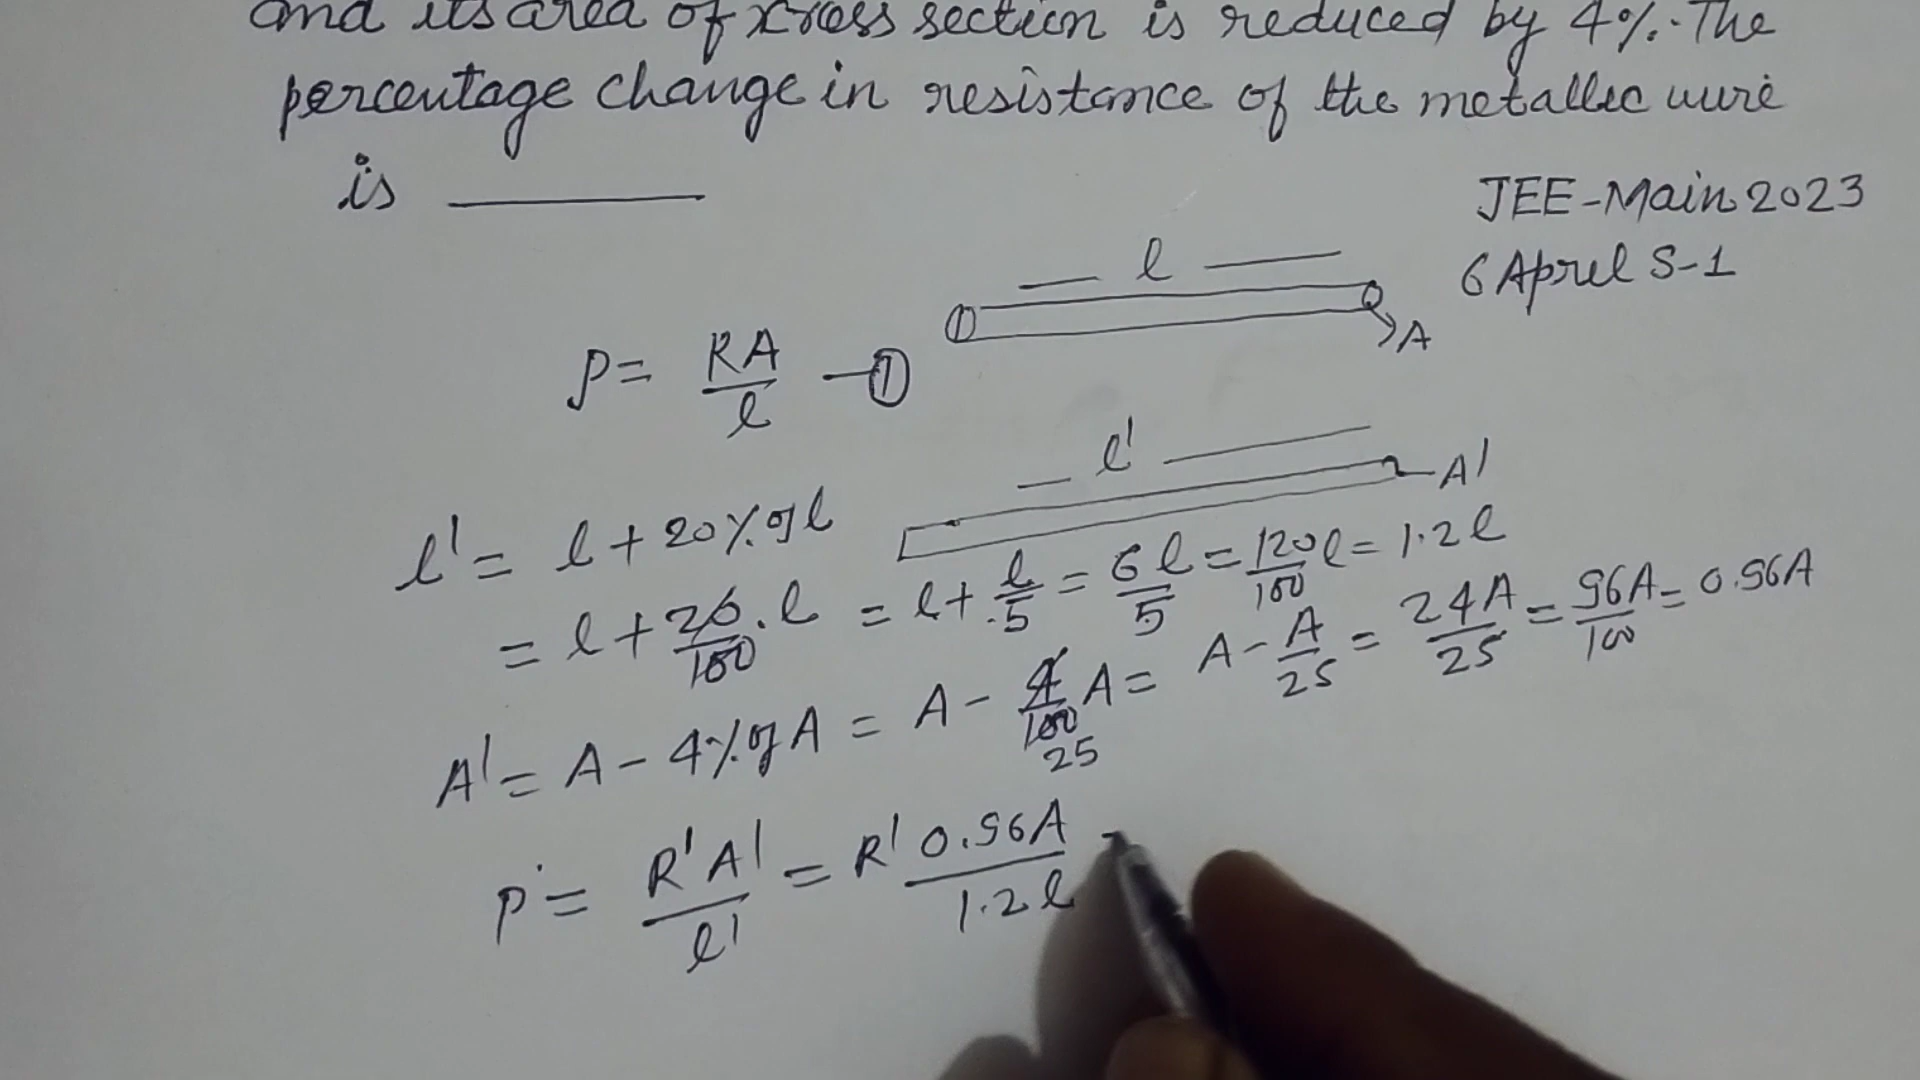 and its area of cross section is reduced by 4%. The
percentage change in resistance of the metallic wire
is ______
JEE-Main 2023
6 April S-1
l
A
ρ = RA/l —①
l'
A'
l' = l + 20% of l
= l + 20/100 . l = l + l/5 = 6l/5 = 120/100 l = 1.2l
A' = A - 4% of A = A - 4/100 A = A - A/25 = 24A/25 = 96A/100 = 0.96A
25
ρ = R'A'/l' = R' 0.96A/1.2l -